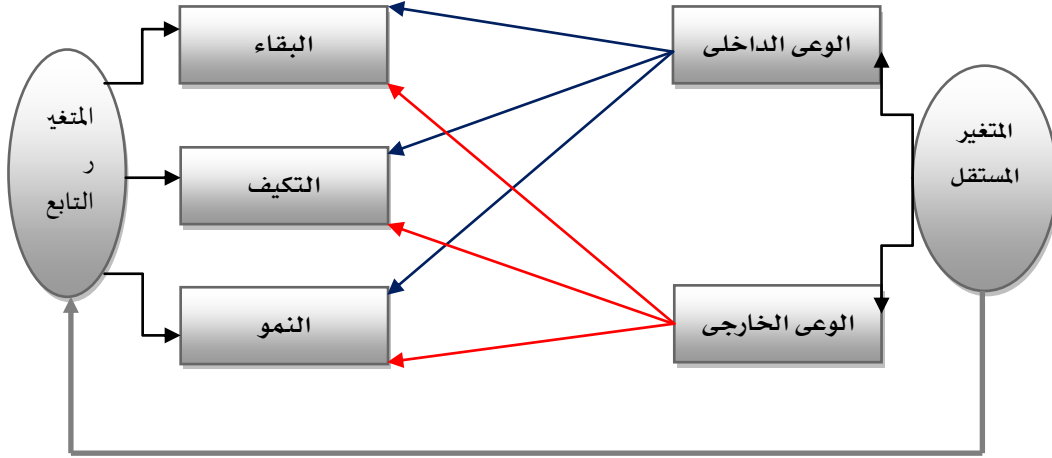 المتغير
المستقل
الوعى الداخلى
الوعى الخارجى
البقاء
التكيف
النمو
المتغي
ر
التابع